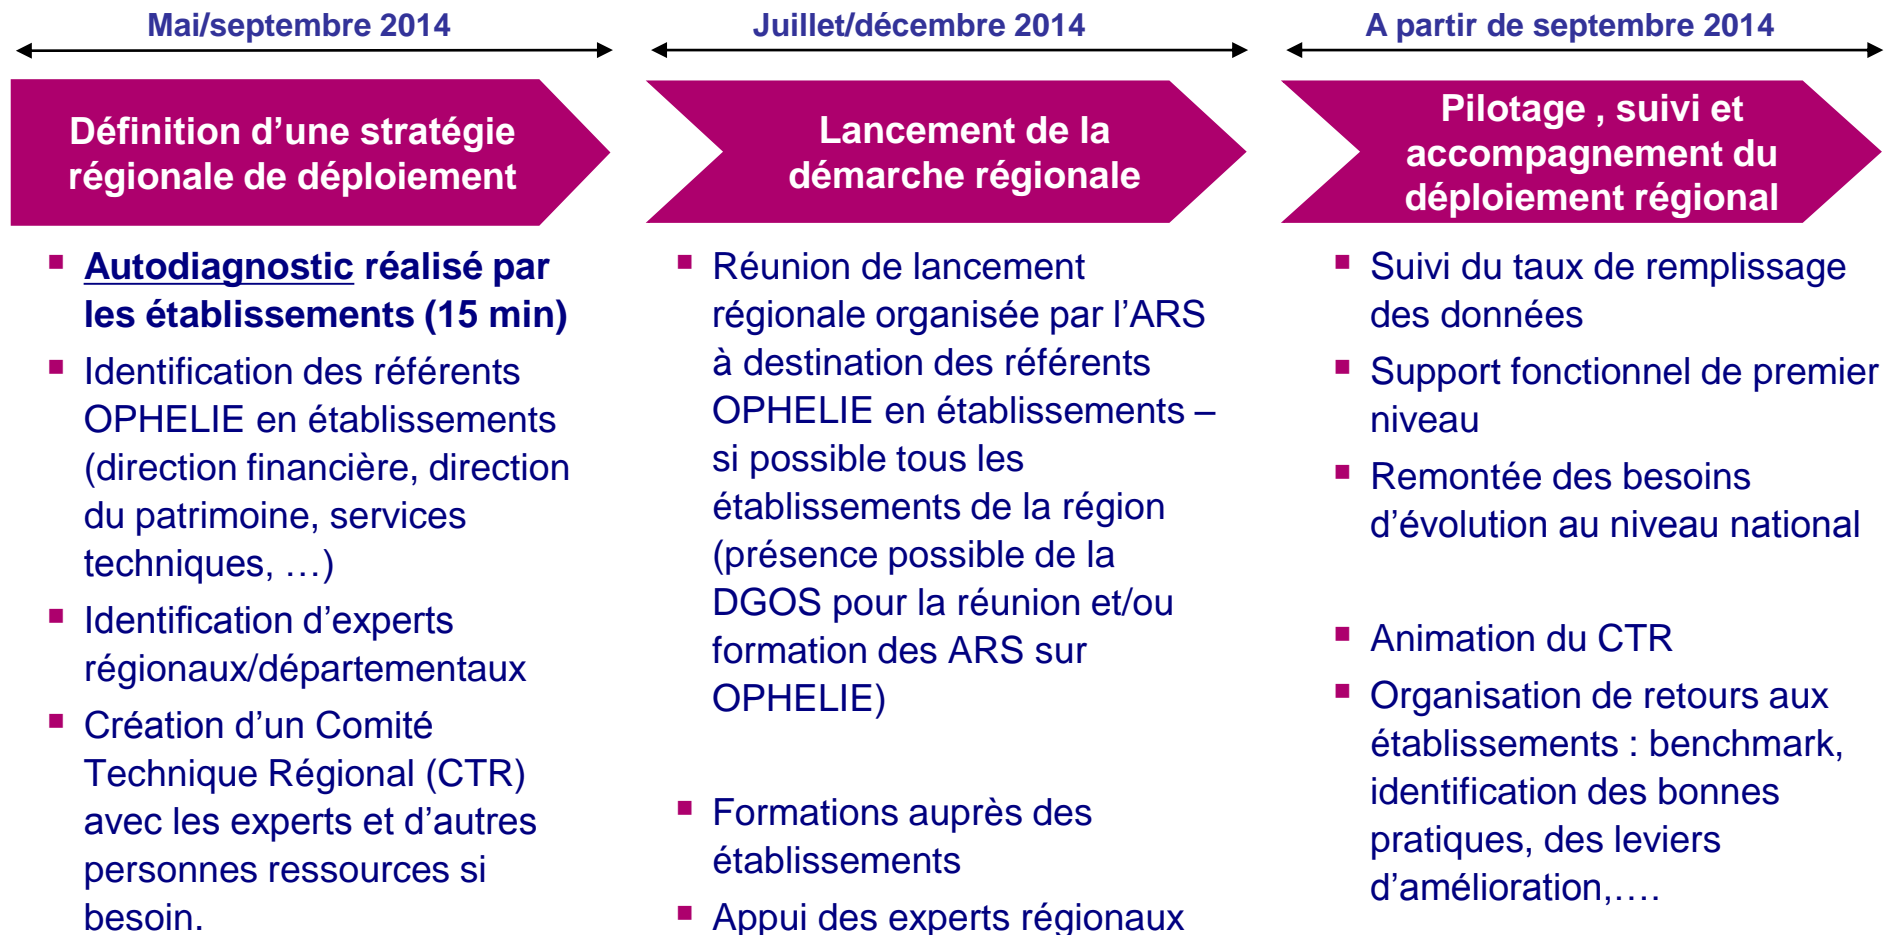 Mai/septembre 2014
Définition d’une stratégie
régionale de déploiement
▪ Autodiagnostic réalisé par
les établissements (15 min)
▪ Identification des référents
OPHELIE en établissements
(direction financière, direction
du patrimoine, services
techniques, …)
▪ Identification d’experts
régionaux/départementaux
▪ Création d’un Comité
Technique Régional (CTR)
avec les experts et d’autres
personnes ressources si
besoin.
Juillet/décembre 2014
Lancement de la
démarche régionale
▪ Réunion de lancement
régionale organisée par l’ARS
à destination des référents
OPHELIE en établissements –
si possible tous les
établissements de la région
(présence possible de la
DGOS pour la réunion et/ou
formation des ARS sur
OPHELIE)
▪ Formations auprès des
établissements
▪ Appui des experts régionaux
A partir de septembre 2014
Pilotage , suivi et
accompagnement du
déploiement régional
▪ Suivi du taux de remplissage
des données
▪ Support fonctionnel de premier
niveau
▪ Remontée des besoins
d’évolution au niveau national
▪ Animation du CTR
▪ Organisation de retours aux
établissements : benchmark,
identification des bonnes
pratiques, des leviers
d’amélioration,….